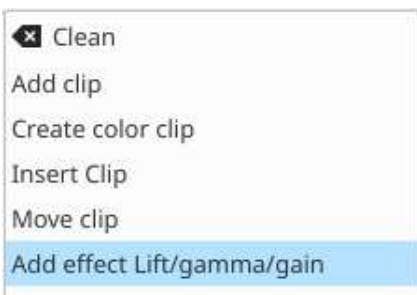 Clean
Add clip
Create color clip
Insert Clip
Move clip
Add effect Lift/gamma/gain